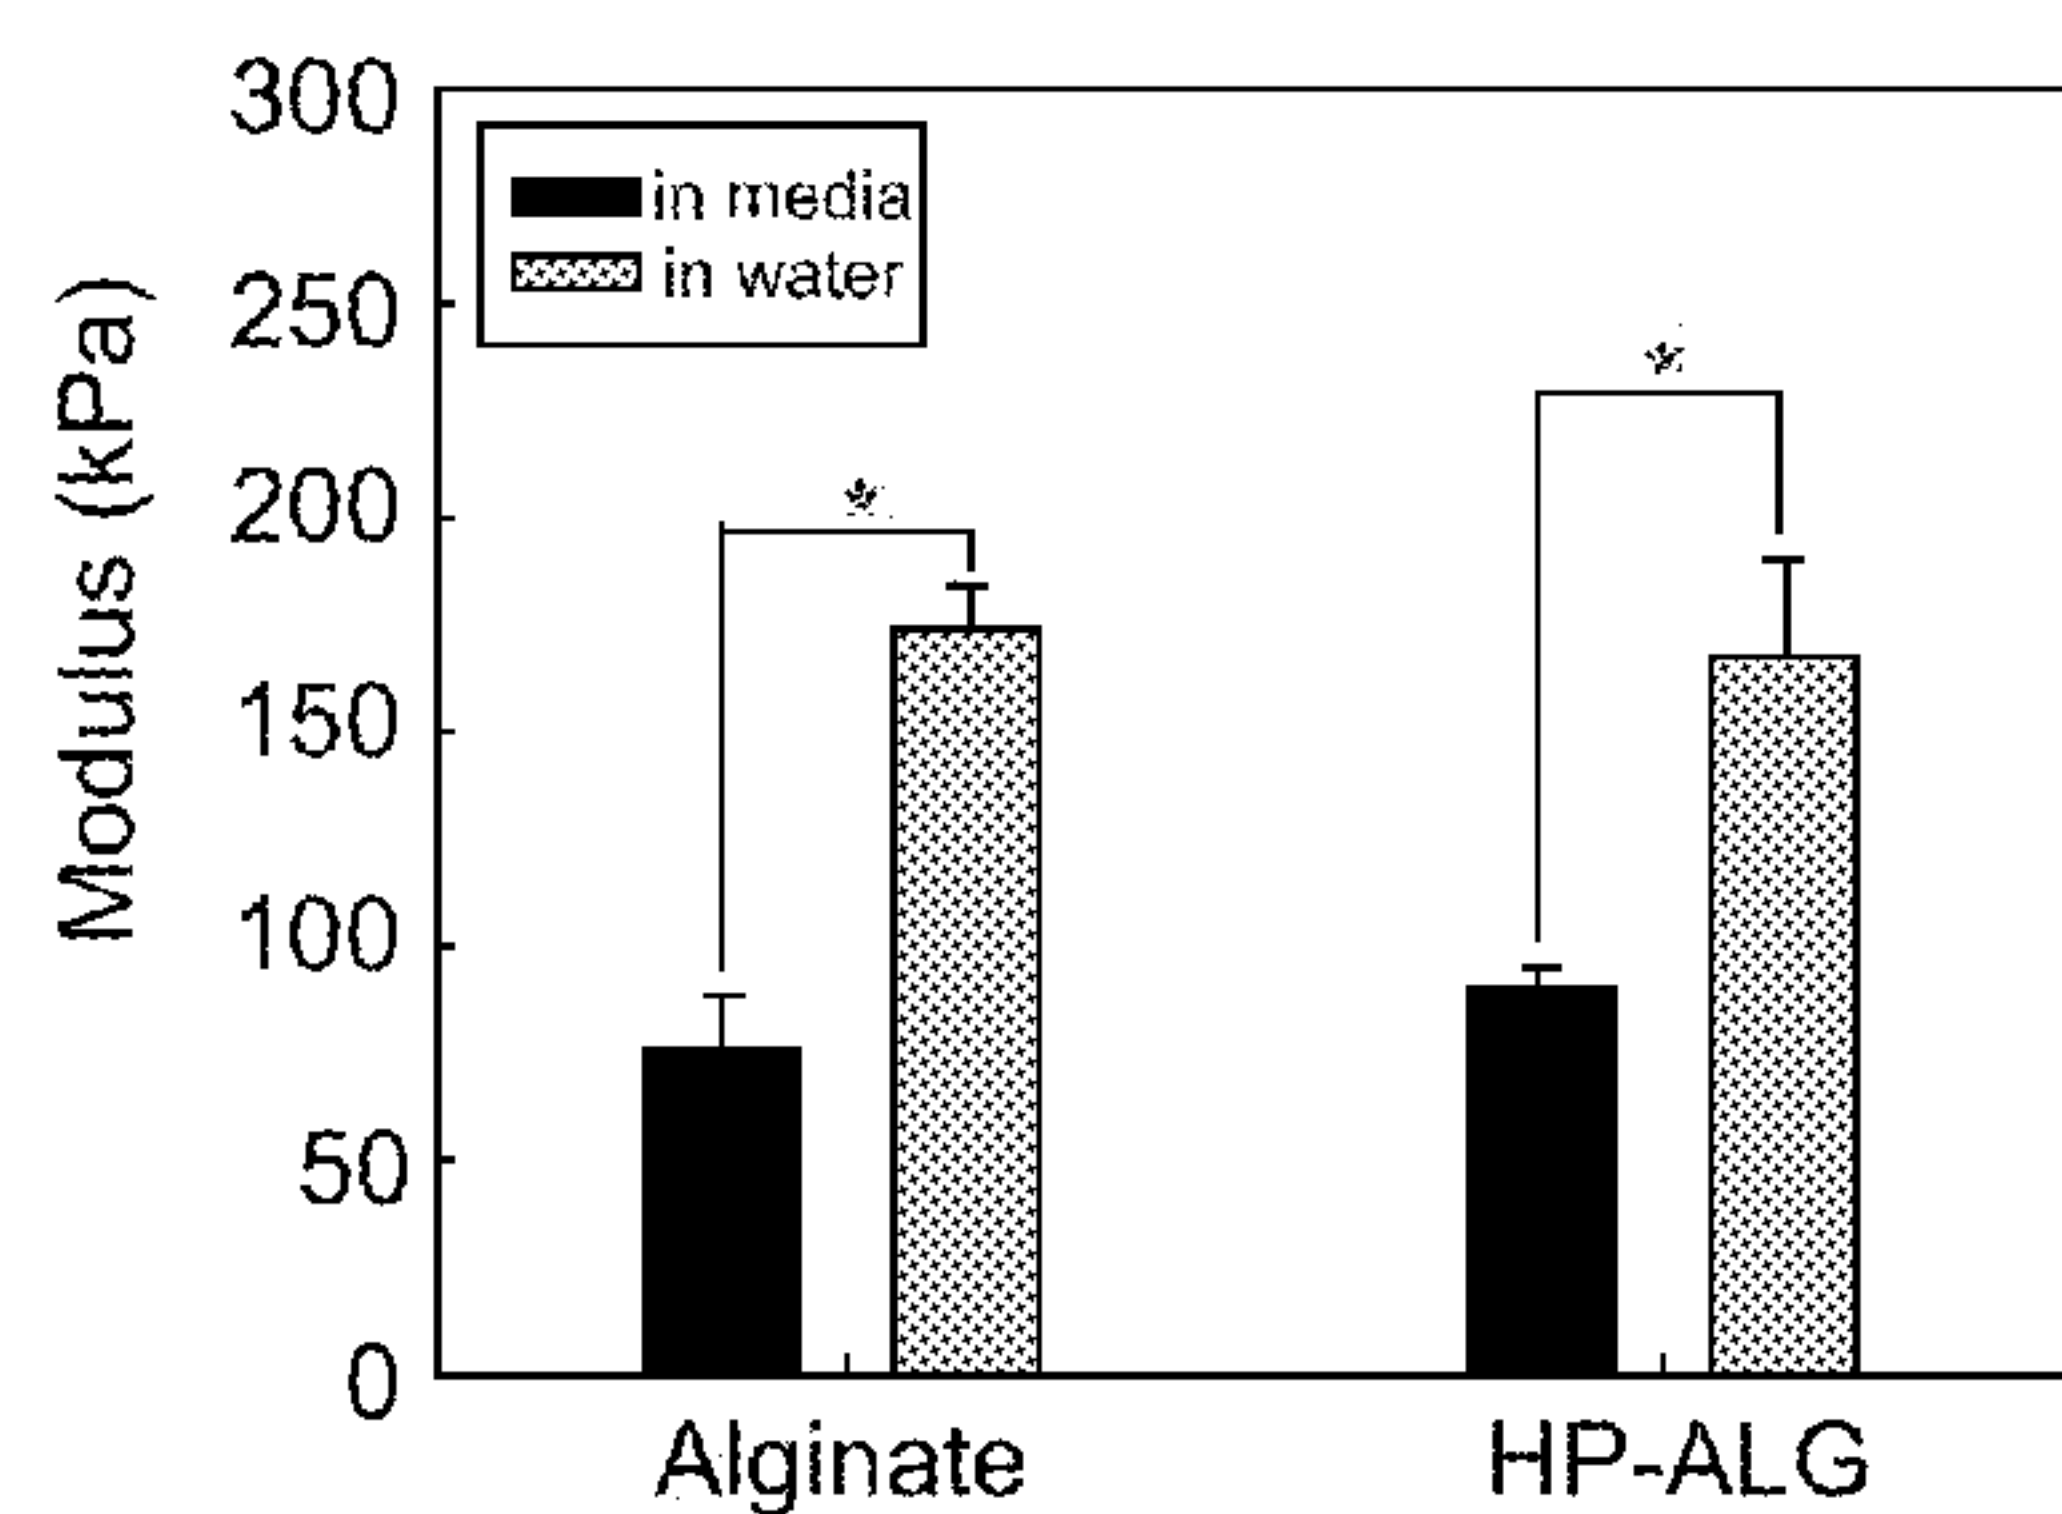 Modulus (kPa)
300
250
200
150
100
50
0
in media
in water
*
*
Alginate
HP-ALG